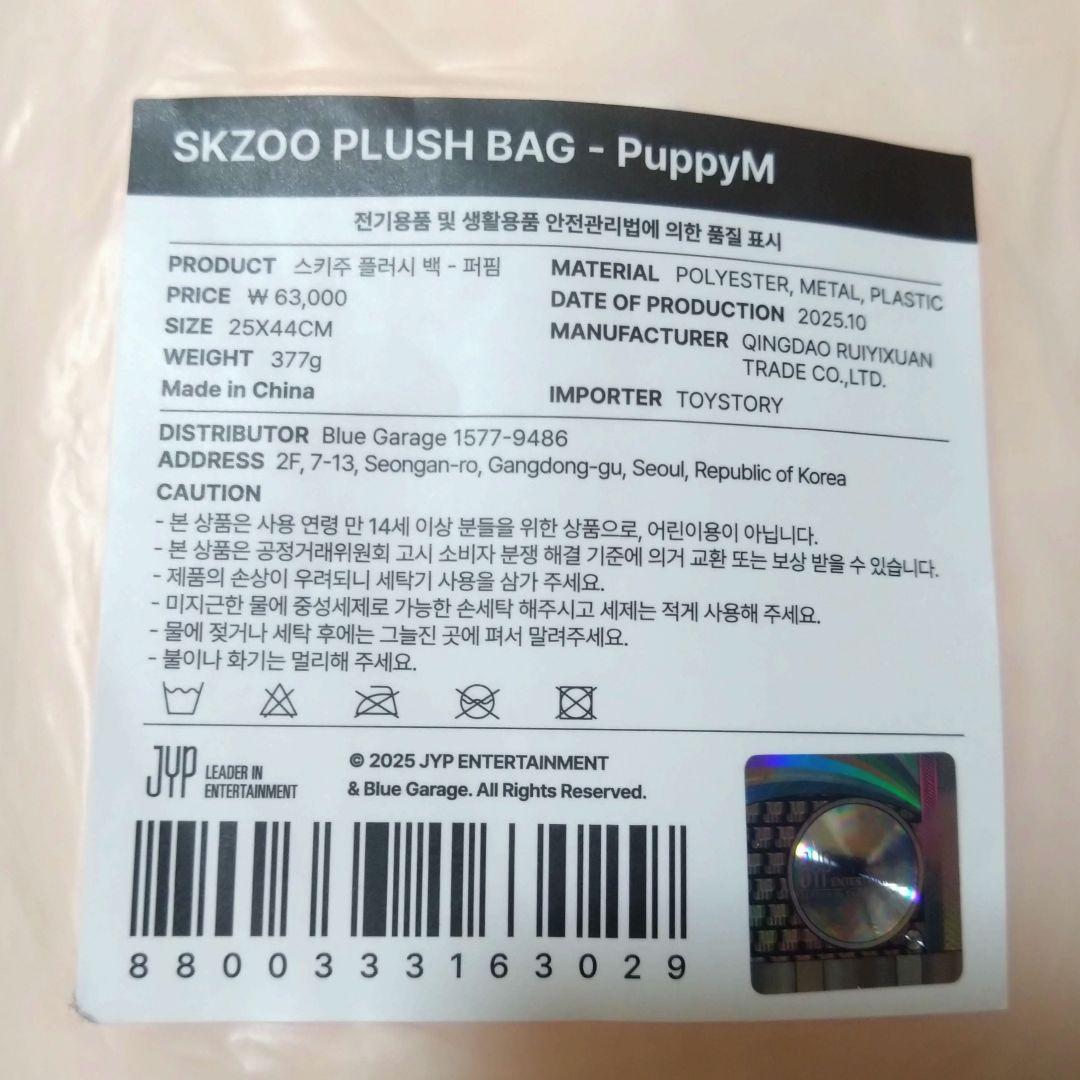 SKZOO PLUSH BAG - PuppyM
전기용품 및 생활용품 안전관리법에 의한 품질 표시
PRODUCT 스키주 플러시 백 - 퍼핌
PRICE ₩ 63,000
SIZE 25X44CM
WEIGHT 377g
Made in China
MATERIAL POLYESTER, METAL, PLASTIC
DATE OF PRODUCTION 2025.10
MANUFACTURER QINGDAO RUIYIXUAN
TRADE CO.,LTD.
IMPORTER TOYSTORY
DISTRIBUTOR Blue Garage 1577-9486
ADDRESS 2F, 7-13, Seongan-ro, Gangdong-gu, Seoul, Republic of Korea
CAUTION
- 본 상품은 사용 연령 만 14세 이상 분들을 위한 상품으로, 어린이용이 아닙니다.
- 본 상품은 공정거래위원회 고시 소비자 분쟁 해결 기준에 의거 교환 또는 보상 받을 수 있습니다.
- 제품의 손상이 우려되니 세탁기 사용을 삼가 주세요.
- 미지근한 물에 중성세제로 가능한 손세탁 해주시고 세제는 적게 사용해 주세요.
- 물에 젖거나 세탁 후에는 그늘진 곳에 펴서 말려주세요.
- 불이나 화기는 멀리해 주세요.
JYP LEADER IN
ENTERTAINMENT
© 2025 JYP ENTERTAINMENT
& Blue Garage. All Rights Reserved.
8800333163029